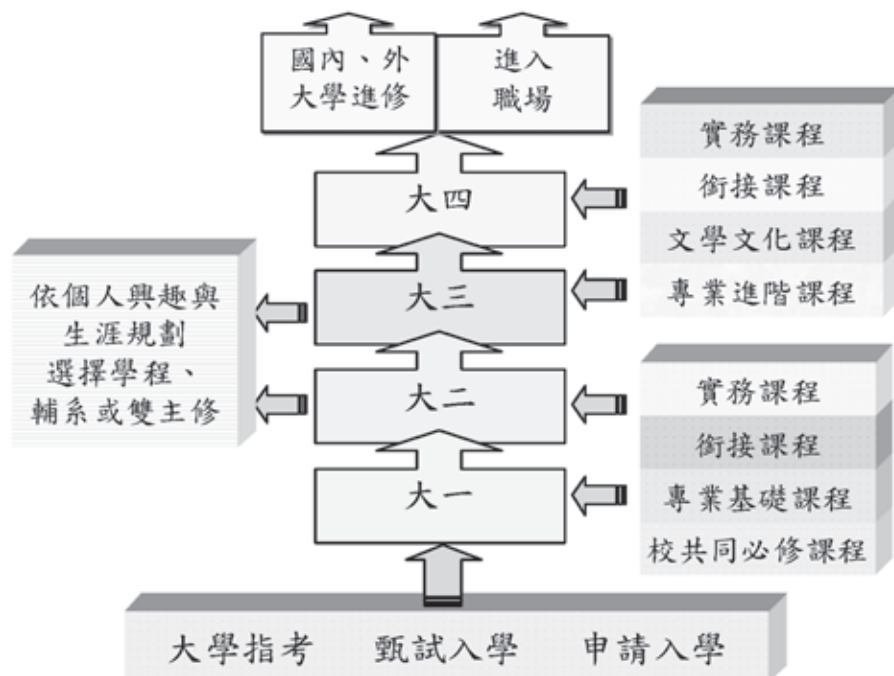 國內、外
大學進修
進入
職場
實務課程
銜接課程
文學文化課程
專業進階課程
大四
大三
大二
大一
依個人興趣與
生涯規劃
選擇學程、
輔系或雙主修
實務課程
銜接課程
專業基礎課程
校共同必修課程
大學指考 甄試入學 申請入學